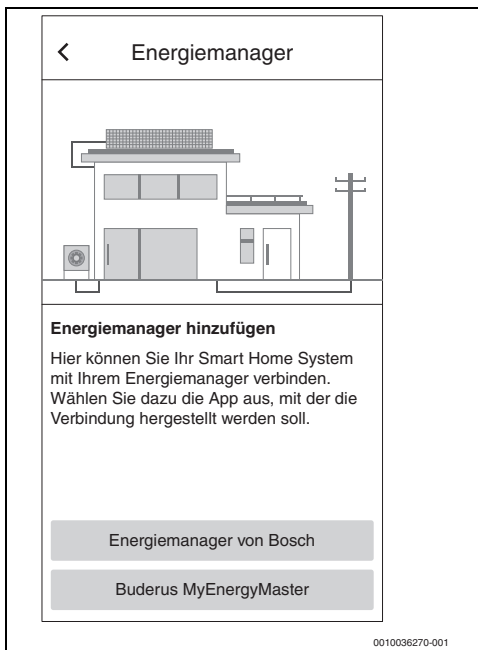 Energiemanager
Energiemanager hinzufügen
Hier können Sie Ihr Smart Home System
mit Ihrem Energiemanager verbinden.
Wählen Sie dazu die App aus, mit der die
Verbindung hergestellt werden soll.
Energiemanager von Bosch
Buderus MyEnergyMaster
0010036270-001